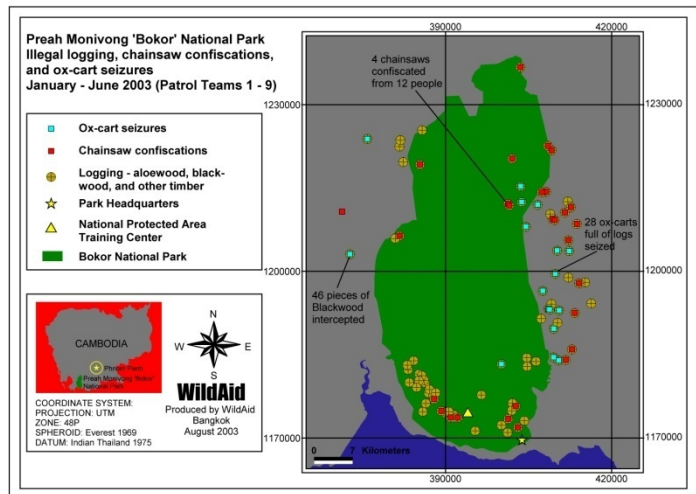 Preah Monivong 'Bokor' National Park
Illegal logging, chainsaw confiscations,
and ox-cart seizures
January - June 2003 (Patrol Teams 1 - 9)
Ox-cart seizures
Chainsaw confiscations
Logging - aloewood, black-
wood, and other timber
Park Headquarters
National Protected Area
Training Center
Bokor National Park
CAMBODIA
Phnom Penh
Preah Monivong 'Bokor'
National Park
COORDINATE SYSTEM:
PROJECTION: UTM
ZONE: 48P
SPHEROID: Everest 1969
DATUM: Indian Thailand 1975
N
W E
S
WildAid
Produced by WildAid
Bangkok
August 2003
390000 420000
4 chainsaws
confiscated
from 12 people
1230000 1230000
28 ox-carts
full of logs
seized
1200000 1200000
46 pieces of
Blackwood
intercepted
1170000 1170000
0 7 Kilometers
390000 420000